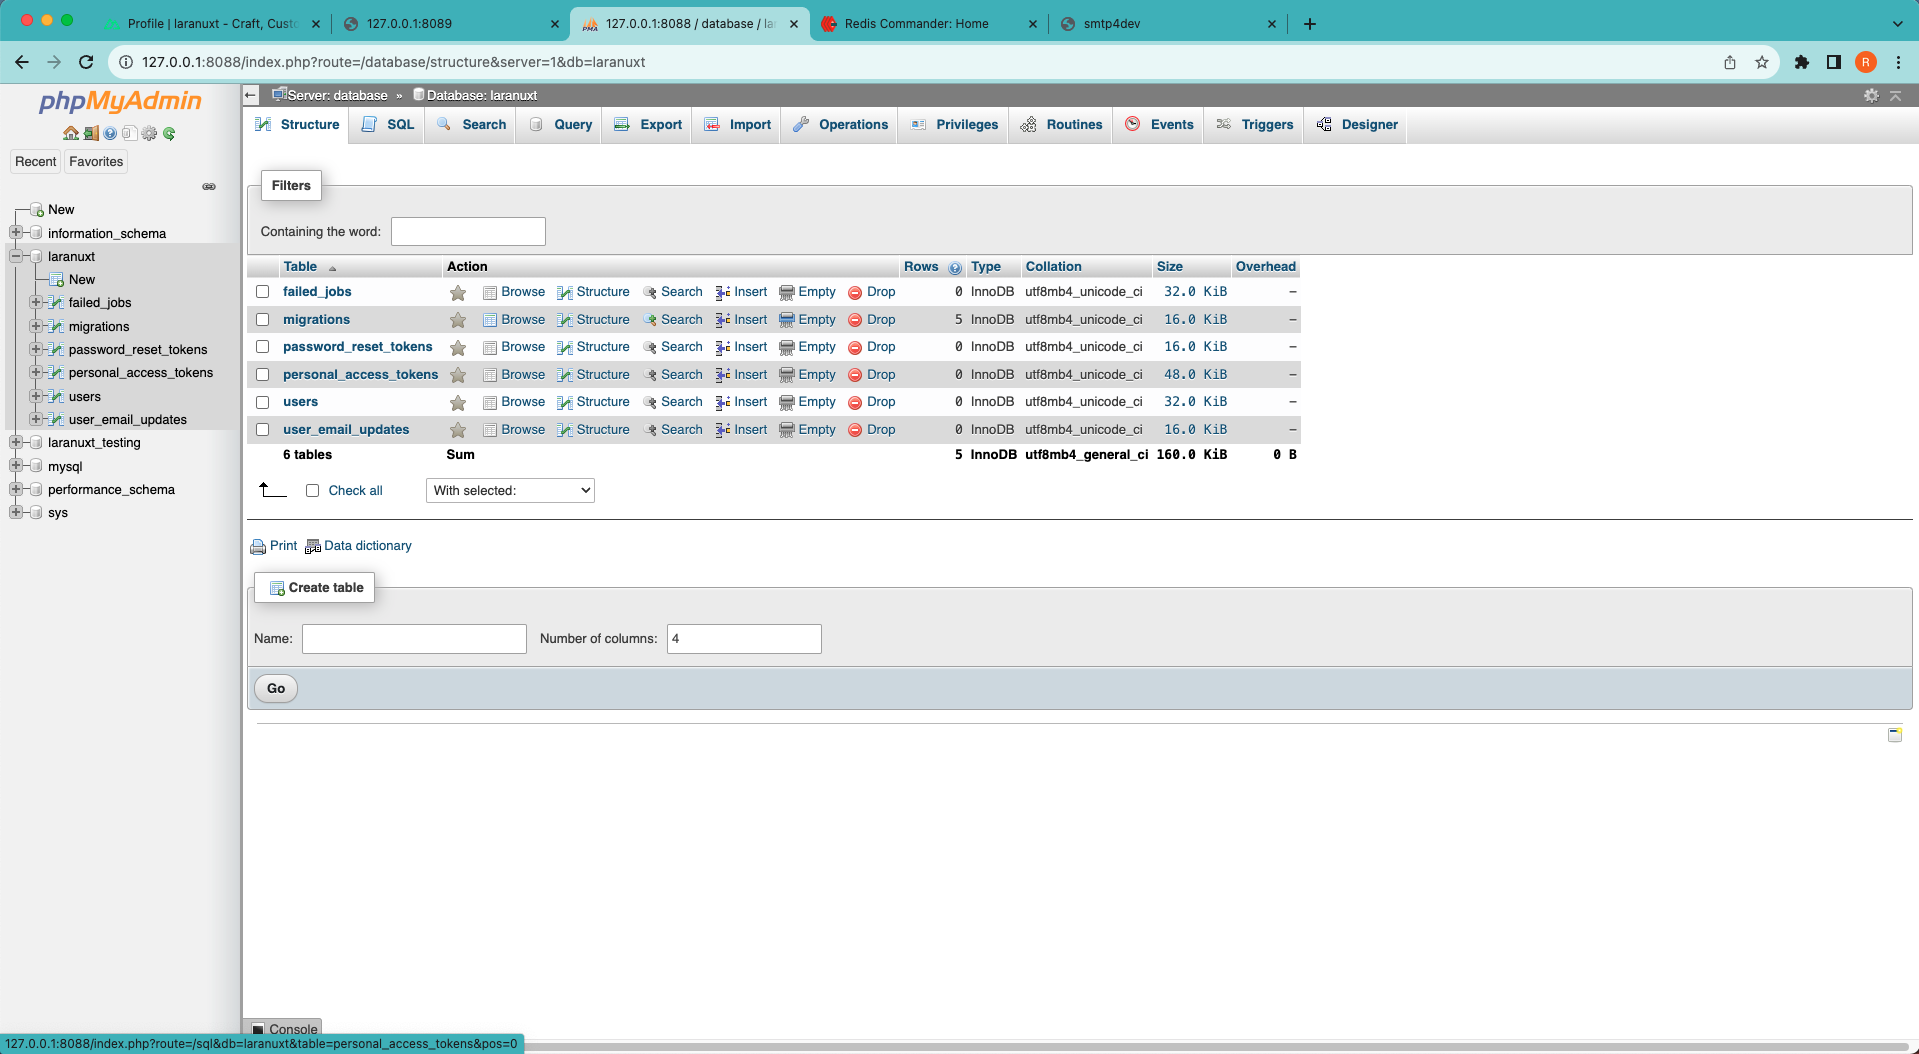 Profile | laranuxt - Craft, Custo
127.0.0.1:8089
127.0.0.1:8088 / database / la
Redis Commander: Home
smtp4dev
127.0.0.1:8088/index.php?route=/database/structure&server=1&db=laranuxt
R
phpMyAdmin
Recent
Favorites
New
information_schema
laranuxt
New
failed_jobs
migrations
password_reset_tokens
personal_access_tokens
users
user_email_updates
laranuxt_testing
mysql
performance_schema
sys
Server: database » Database: laranuxt
Structure SQL Search Query Export Import Operations Privileges Routines Events Triggers Designer
Filters
Containing the word:
Table Action Rows Type Collation Size Overhead
failed_jobs Browse Structure Search Insert Empty Drop 0 InnoDB utf8mb4_unicode_ci 32.0 KiB –
migrations Browse Structure Search Insert Empty Drop 5 InnoDB utf8mb4_unicode_ci 16.0 KiB –
password_reset_tokens Browse Structure Search Insert Empty Drop 0 InnoDB utf8mb4_unicode_ci 16.0 KiB –
personal_access_tokens Browse Structure Search Insert Empty Drop 0 InnoDB utf8mb4_unicode_ci 48.0 KiB –
users Browse Structure Search Insert Empty Drop 0 InnoDB utf8mb4_unicode_ci 32.0 KiB –
user_email_updates Browse Structure Search Insert Empty Drop 0 InnoDB utf8mb4_unicode_ci 16.0 KiB –
6 tables Sum 5 InnoDB utf8mb4_general_ci 160.0 KiB 0 B
Check all
With selected:
Print Data dictionary
Create table
Name:
Number of columns: 4
Go
Console
127.0.0.1:8088/index.php?route=/sql&db=laranuxt&table=personal_access_tokens&pos=0